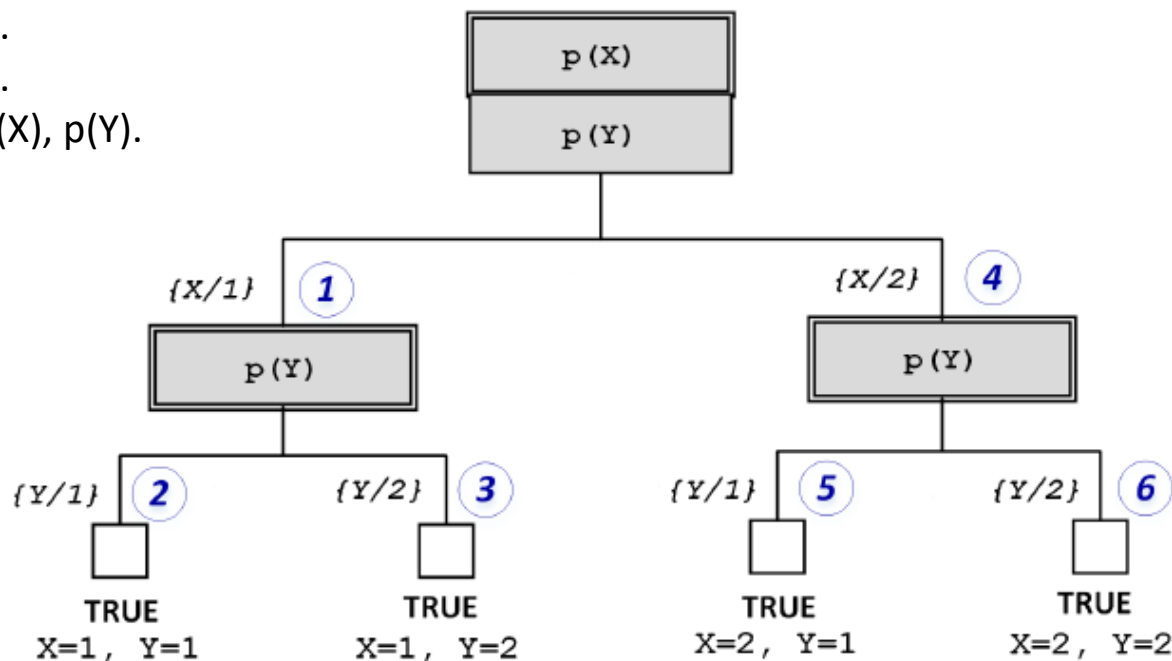 .
.
(X), p(Y).
p(X)
p(Y)
{X/1} 1
{X/2} 4
p(Y)
p(Y)
{Y/1} 2
{Y/2} 3
{Y/1} 5
{Y/2} 6
TRUE
X=1, Y=1
TRUE
X=1, Y=2
TRUE
X=2, Y=1
TRUE
X=2, Y=2